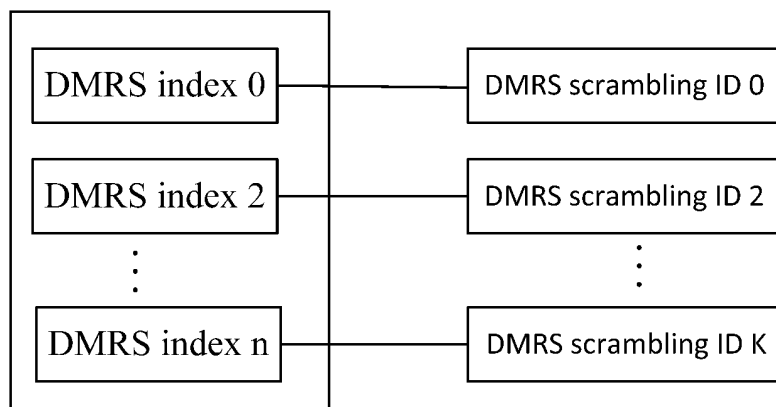 DMRS index 0
DMRS scrambling ID 0
DMRS index 2
DMRS scrambling ID 2
DMRS index n
DMRS scrambling ID K